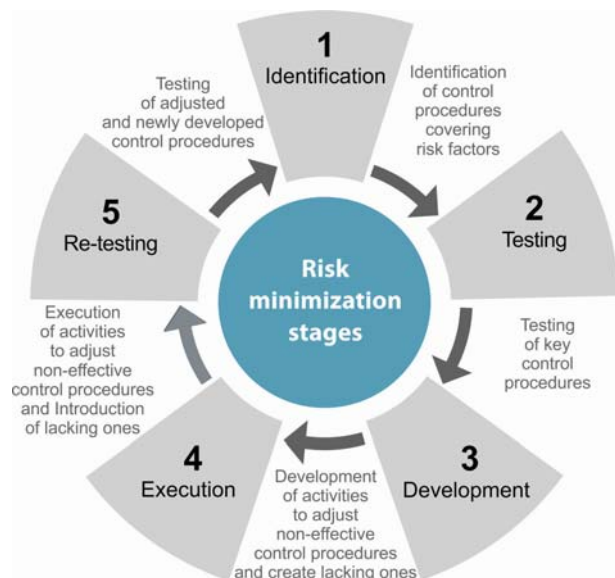 1
Identification
Identification
of control
procedures
covering
risk factors
2
Testing
Testing
of key
control
procedures
3
Development
Development
of activities
to adjust
non-effective
control procedures
and create lacking ones
4
Execution
Execution
of activities
to adjust
non-effective
control procedures
and Introduction
of lacking ones
5
Re-testing
Testing
of adjusted
and newly developed
control procedures
Risk
minimization
stages